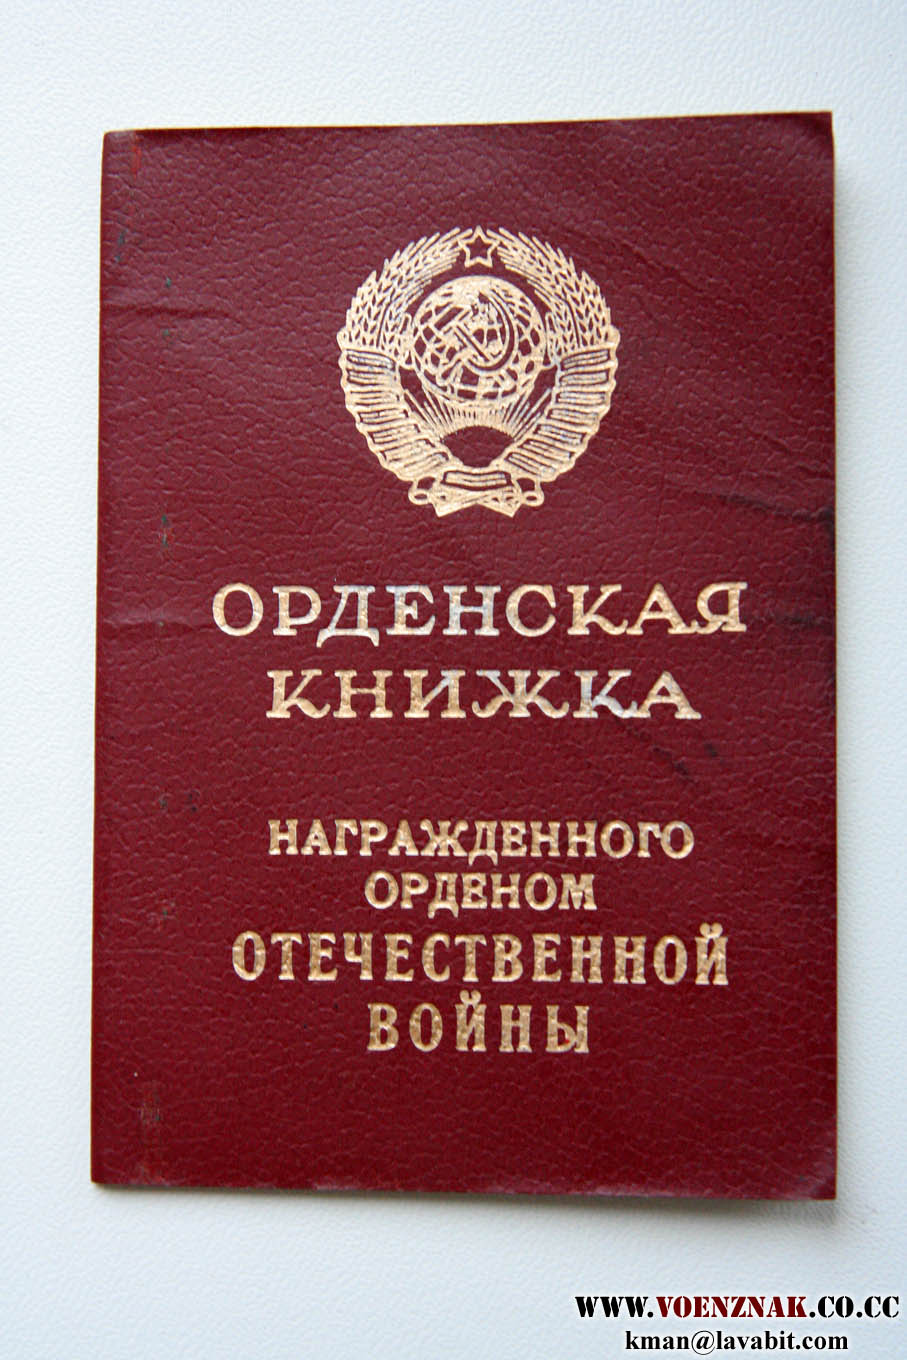 ОРДЕНСКАЯ
КНИЖКА
НАГРАЖДЕННОГО
ОРДЕНОМ
ОТЕЧЕСТВЕННОЙ
ВОЙНЫ
WWW.VOENZNAK.CO.CC
kman@lavabit.com